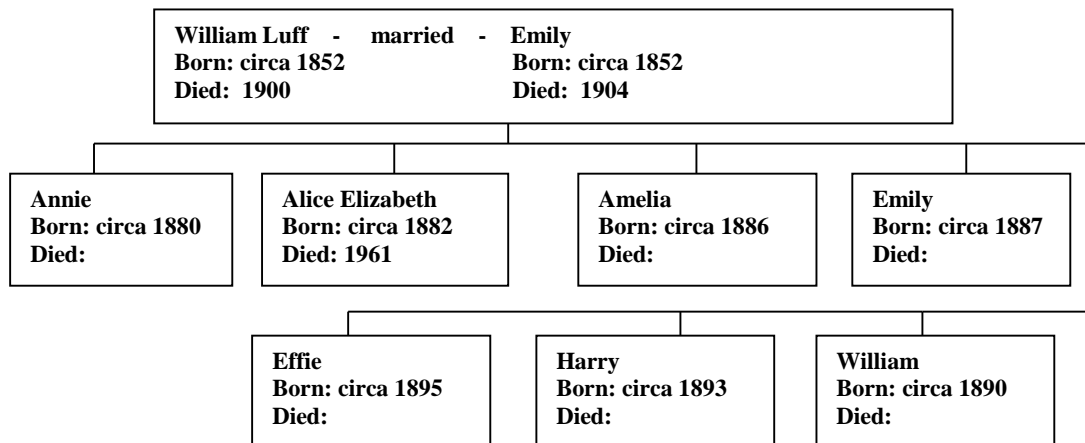 William Luff - married - Emily
Born: circa 1852 Born: circa 1852
Died: 1900 Died: 1904
Annie
Born: circa 1880
Died:
Alice Elizabeth
Born: circa 1882
Died: 1961
Amelia
Born: circa 1886
Died:
Emily
Born: circa 1887
Died:
Effie
Born: circa 1895
Died:
Harry
Born: circa 1893
Died:
William
Born: circa 1890
Died: